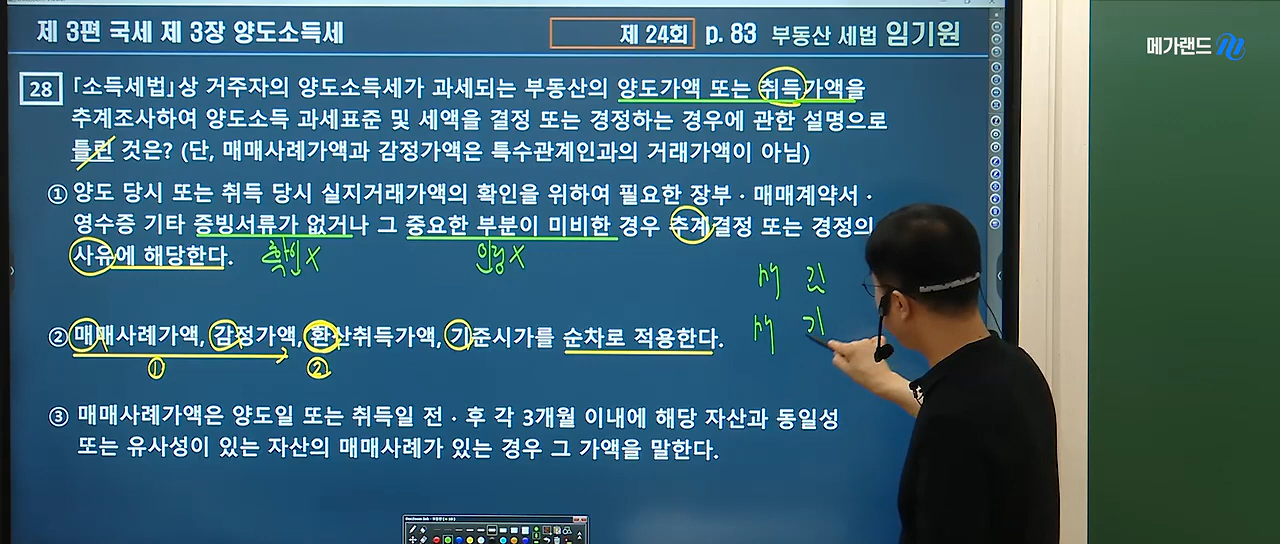 제 3편 국세 제 3장 양도소득세
제 24회 p. 83 부동산 세법 임기원
메가랜드
28 「소득세법」상 거주자의 양도소득세가 과세되는 부동산의 양도가액 또는 취득가액을
추계조사하여 양도소득 과세표준 및 세액을 결정 또는 경정하는 경우에 관한 설명으로
틀린 것은? (단, 매매사례가액과 감정가액은 특수관계인과의 거래가액이 아님)
① 양도 당시 또는 취득 당시 실지거래가액의 확인을 위하여 필요한 장부 · 매매계약서 ·
영수증 기타 증빙서류가 없거나 그 중요한 부분이 미비한 경우 추계결정 또는 경정의
사유에 해당한다.
확인X 인정X
매 감
② 매매사례가액, 감정가액, 환산취득가액, 기준시가를 순차로 적용한다.
① ②
③ 매매사례가액은 양도일 또는 취득일 전 · 후 각 3개월 이내에 해당 자산과 동일성
또는 유사성이 있는 자산의 매매사례가 있는 경우 그 가액을 말한다.